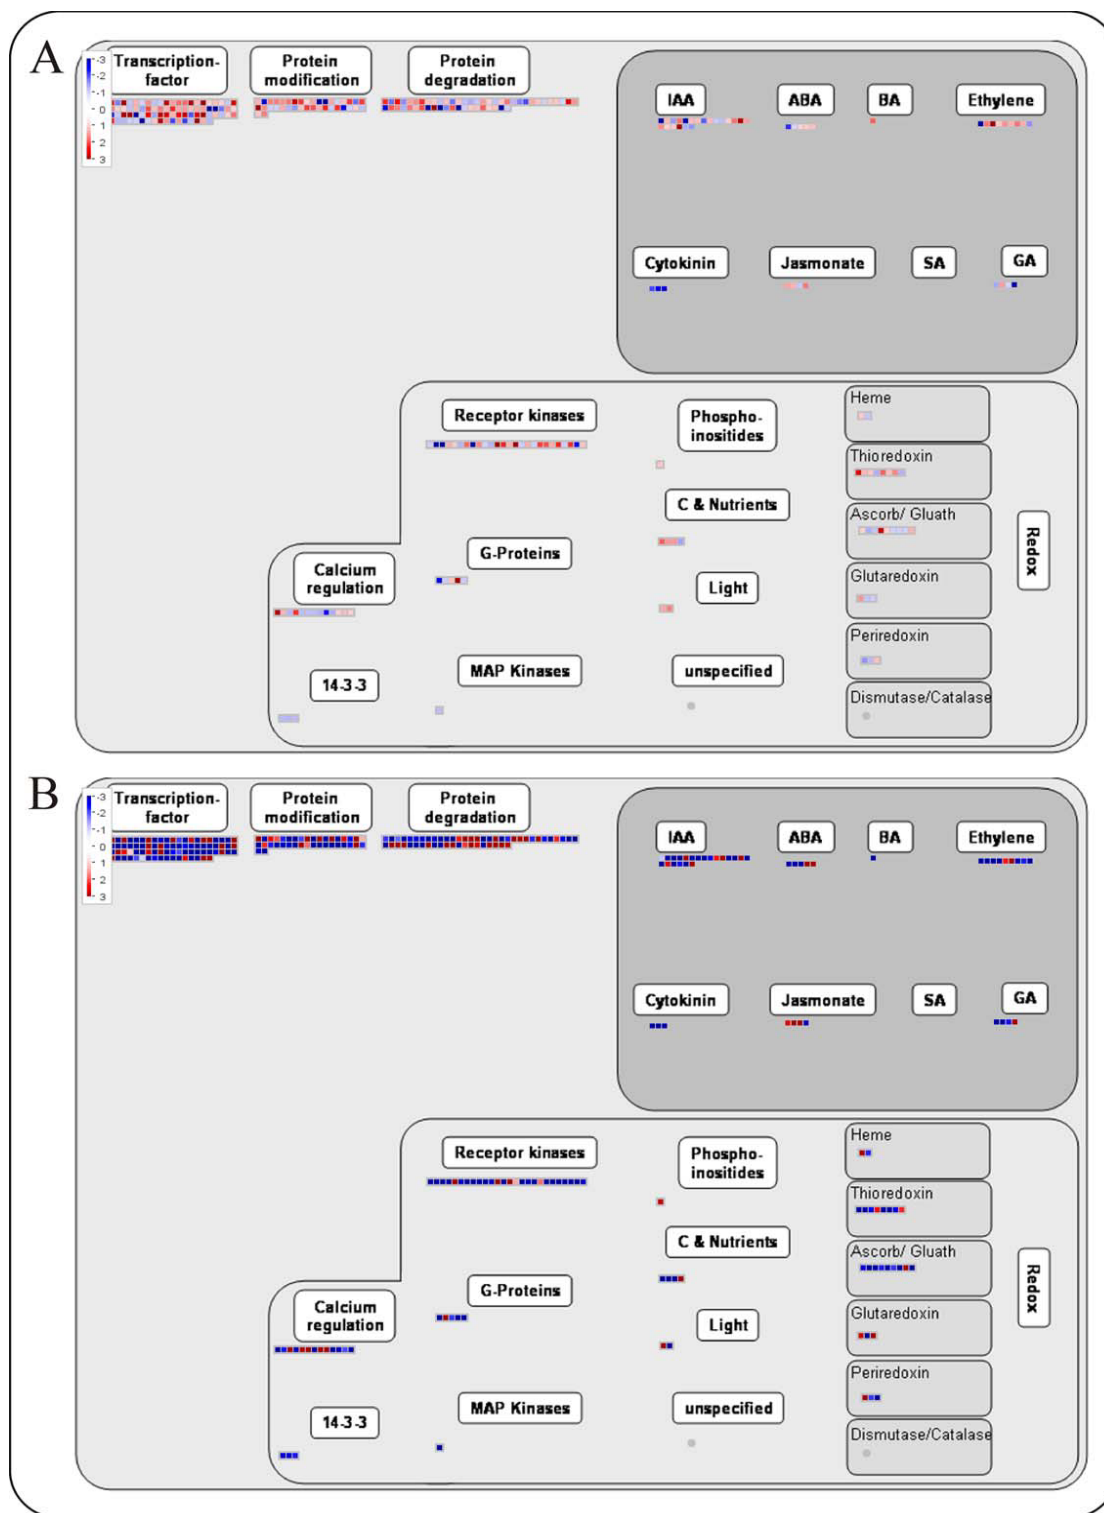 A
-3
-2
-1
0
1
2
3
Transcription-
factor
Protein
modification
Protein
degradation
IAA
ABA
BA
Ethylene
Cytokinin
Jasmonate
SA
GA
Receptor kinases
Phospho-
inositides
C & Nutrients
G-Proteins
Light
Calcium
regulation
MAP Kinases
unspecified
14-3-3
Heme
Thioredoxin
Ascorb/ Gluath
Glutaredoxin
Periredoxin
Dismutase/Catalase
Redox
B
-3
-2
-1
0
1
2
3
Transcription-
factor
Protein
modification
Protein
degradation
IAA
ABA
BA
Ethylene
Cytokinin
Jasmonate
SA
GA
Receptor kinases
Phospho-
inositides
C & Nutrients
G-Proteins
Light
Calcium
regulation
MAP Kinases
unspecified
14-3-3
Heme
Thioredoxin
Ascorb/ Gluath
Glutaredoxin
Periredoxin
Dismutase/Catalase
Redox